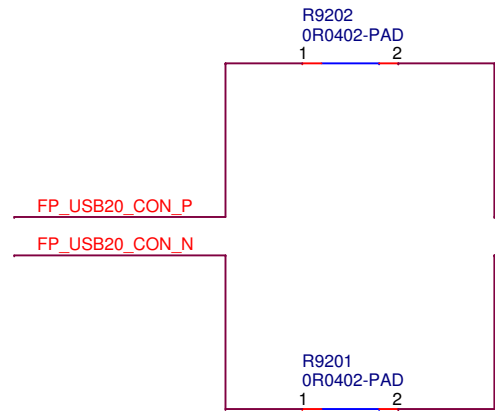 R9202
0R0402-PAD
1 2
FP_USB20_CON_P
FP_USB20_CON_N
R9201
0R0402-PAD
1 2